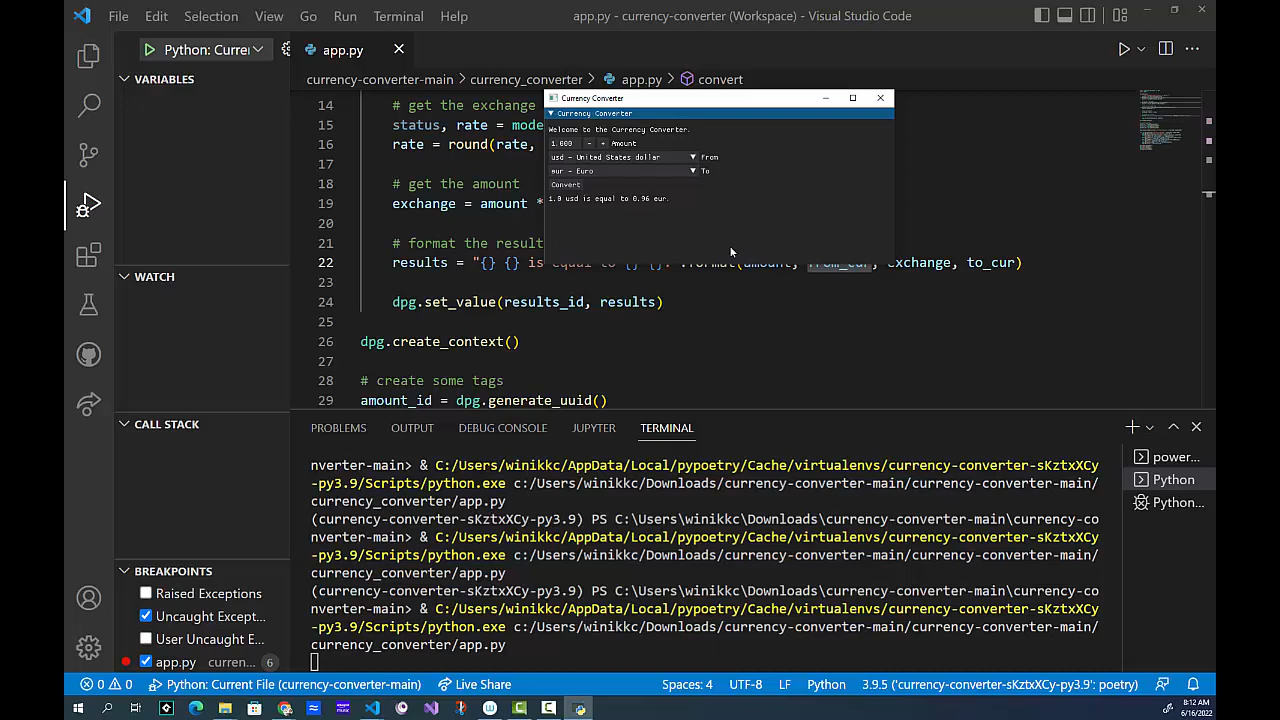 File Edit Selection View Go Run Terminal Help app.py - currency-converter (Workspace) - Visual Studio Code
Python: Currer
app.py
VARIABLES
currency-converter-main > currency_converter > app.py > convert
14 # get the exchange
15 status, rate = mode
16 rate = round(rate,
17
18 # get the amount
19 exchange = amount *
20
21 # format the result
22 results = "{} {} is equal to {} {}.".format(amount, from_cur, exchange, to_cur)
23
24 dpg.set_value(results_id, results)
25
26 dpg.create_context()
27
28 # create some tags
29 amount_id = dpg.generate_uuid()
Currency Converter
Currency Converter
Welcome to the Currency Converter.
1.000 - + Amount
usd - United States dollar From
eur - Euro To
Convert
1.0 usd is equal to 0.96 eur.
WATCH
CALL STACK
BREAKPOINTS
Raised Exceptions
Uncaught Except...
User Uncaught E...
app.py curren... 6
PROBLEMS OUTPUT DEBUG CONSOLE JUPYTER TERMINAL
nverter-main> & C:/Users/winikkc/AppData/Local/pypoetry/Cache/virtualenvs/currency-converter-sKztxXCy
-py3.9/Scripts/python.exe c:/Users/winikkc/Downloads/currency-converter-main/currency-converter-main/
currency_converter/app.py
(currency-converter-sKztxXCy-py3.9) PS C:\Users\winikkc\Downloads\currency-converter-main\currency-co
nverter-main> & C:/Users/winikkc/AppData/Local/pypoetry/Cache/virtualenvs/currency-converter-sKztxXCy
-py3.9/Scripts/python.exe c:/Users/winikkc/Downloads/currency-converter-main/currency-converter-main/
currency_converter/app.py
(currency-converter-sKztxXCy-py3.9) PS C:\Users\winikkc\Downloads\currency-converter-main\currency-co
nverter-main> & C:/Users/winikkc/AppData/Local/pypoetry/Cache/virtualenvs/currency-converter-sKztxXCy
-py3.9/Scripts/python.exe c:/Users/winikkc/Downloads/currency-converter-main/currency-converter-main/
currency_converter/app.py
power...
Python
Python...
0 0 Python: Current File (currency-converter-main) Live Share Spaces: 4 UTF-8 LF Python 3.9.5 ('currency-converter-sKztxXCy-py3.9': poetry)
8:12 AM
6/16/2022